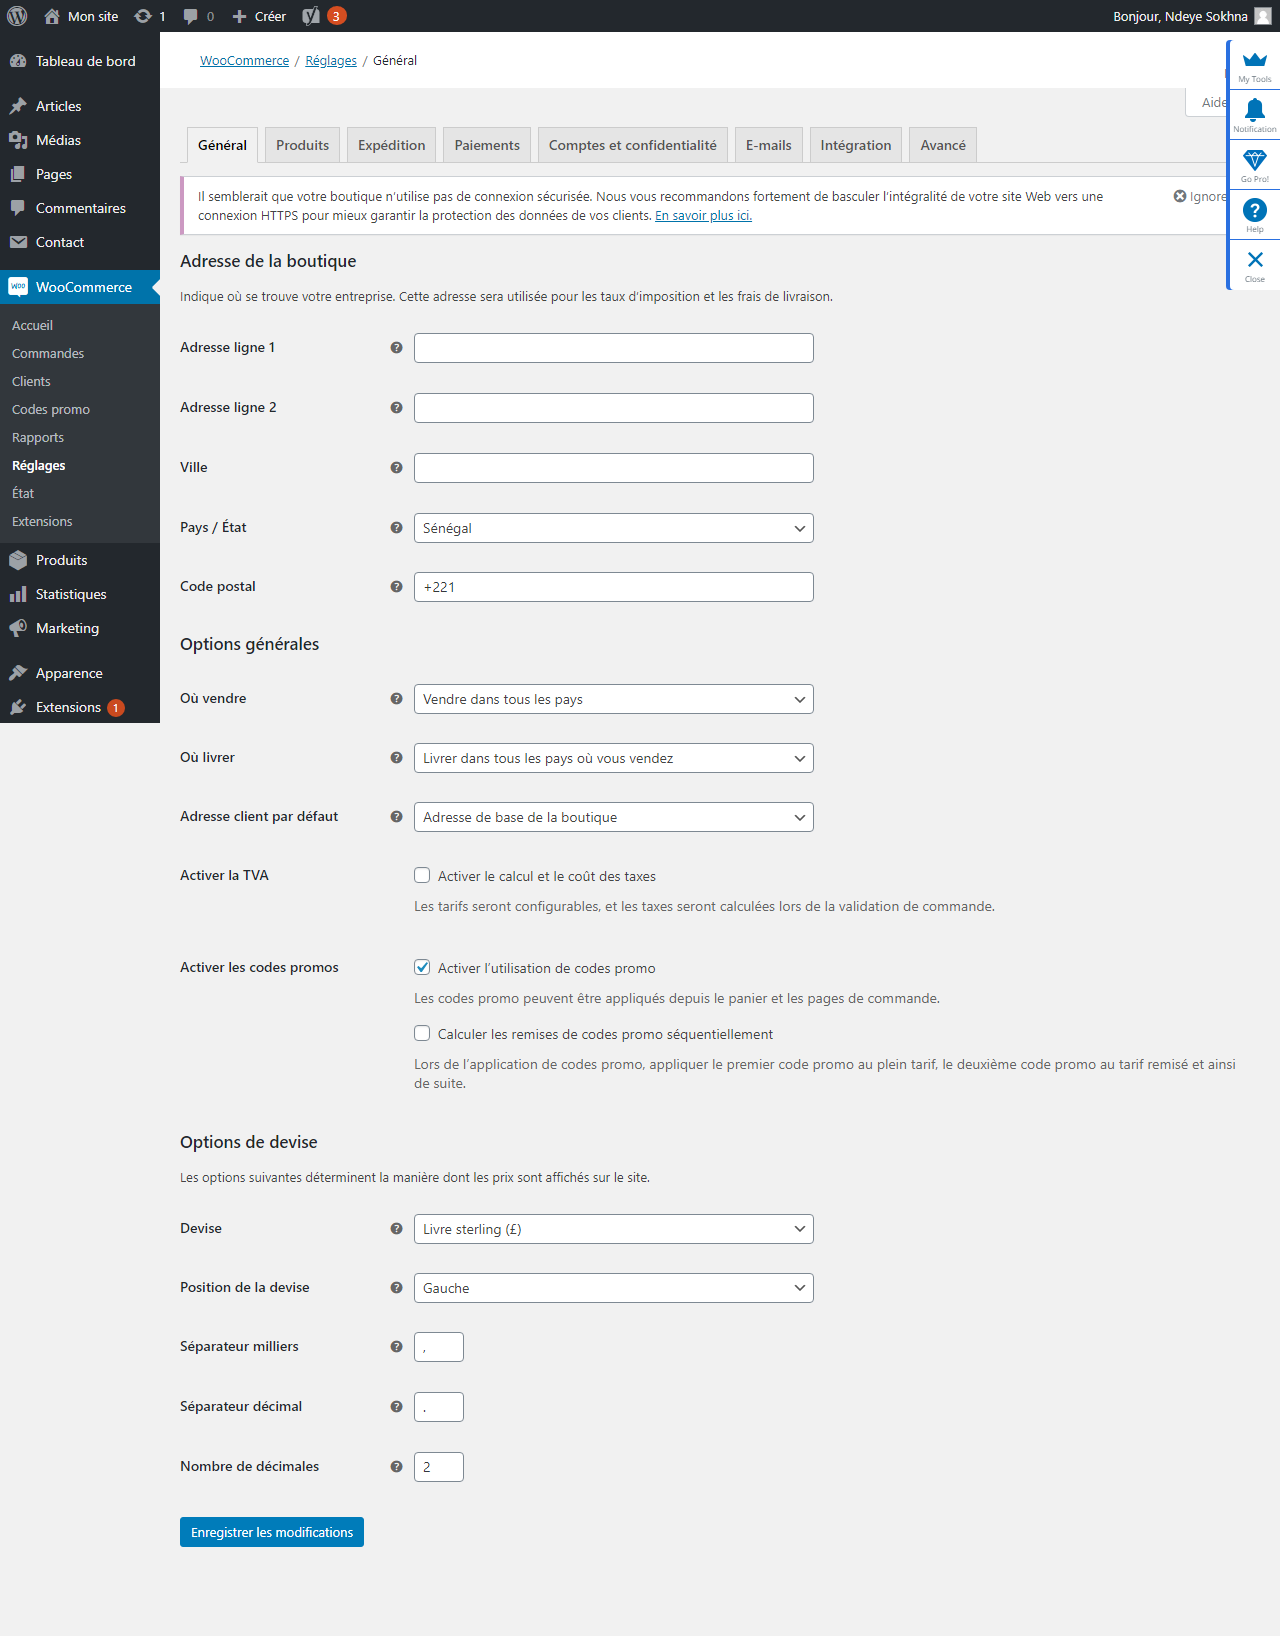 Mon site 1 0 Créer 3 Bonjour, Ndeye Sokhna
Tableau de bord
Articles
Médias
Pages
Commentaires
Contact
WooCommerce
Accueil
Commandes
Clients
Codes promo
Rapports
Réglages
État
Extensions
Produits
Statistiques
Marketing
Apparence
Extensions 1
WooCommerce / Réglages / Général
Aide
My Tools
Notification
Go Pro!
Help
Close
Général Produits Expédition Paiements Comptes et confidentialité E-mails Intégration Avancé
Il semblerait que votre boutique n’utilise pas de connexion sécurisée. Nous vous recommandons fortement de basculer l’intégralité de votre site Web vers une
connexion HTTPS pour mieux garantir la protection des données de vos clients. En savoir plus ici.
Ignore
Adresse de la boutique
Indique où se trouve votre entreprise. Cette adresse sera utilisée pour les taux d’imposition et les frais de livraison.
Adresse ligne 1
Adresse ligne 2
Ville
Pays / État Sénégal
Code postal +221
Options générales
Où vendre Vendre dans tous les pays
Où livrer Livrer dans tous les pays où vous vendez
Adresse client par défaut Adresse de base de la boutique
Activer la TVA Activer le calcul et le coût des taxes
Les tarifs seront configurables, et les taxes seront calculées lors de la validation de commande.
Activer les codes promos Activer l’utilisation de codes promo
Les codes promo peuvent être appliqués depuis le panier et les pages de commande.
Calculer les remises de codes promo séquentiellement
Lors de l’application de codes promo, appliquer le premier code promo au plein tarif, le deuxième code promo au tarif remisé et ainsi
de suite.
Options de devise
Les options suivantes déterminent la manière dont les prix sont affichés sur le site.
Devise Livre sterling (£)
Position de la devise Gauche
Séparateur milliers ,
Séparateur décimal .
Nombre de décimales 2
Enregistrer les modifications